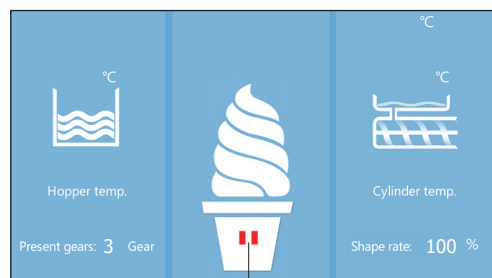 ℃
℃
℃
Hopper temp.
Cylinder temp.
Present gears: 3 Gear
Shape rate: 100 %